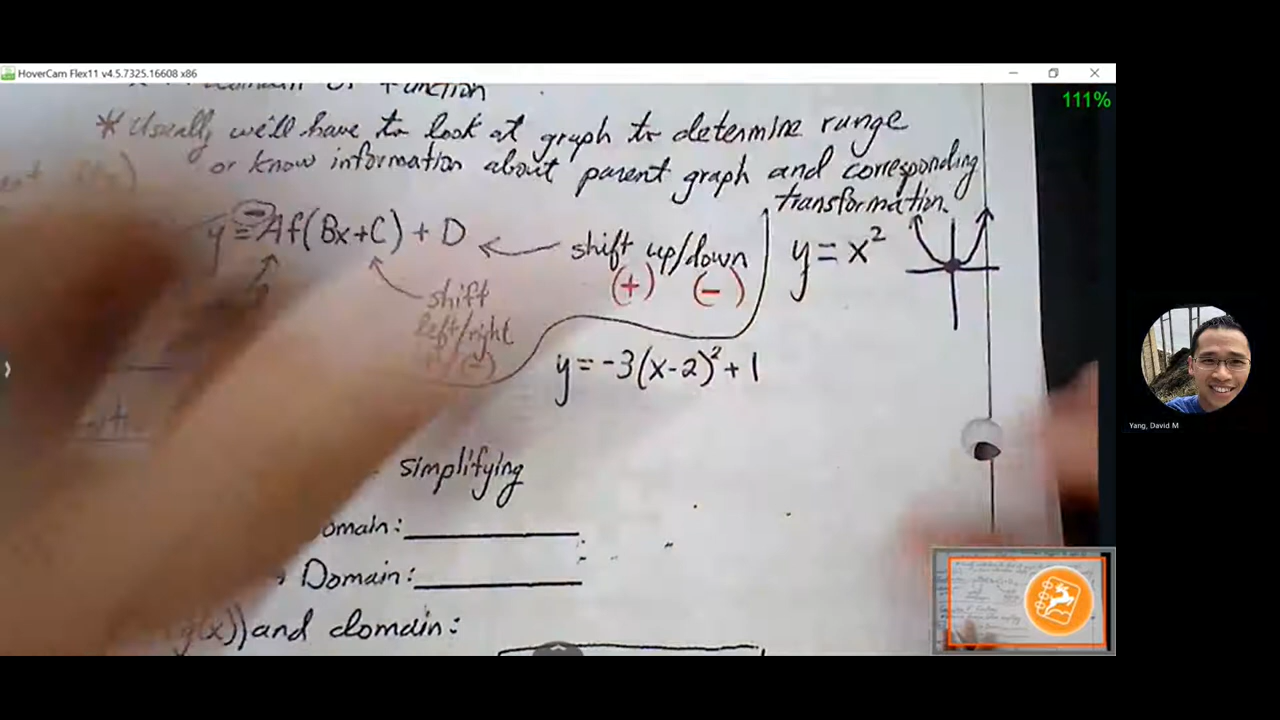 HoverCam Flex11 v4.5.7325.16608 x86
111%
function
* Usually we'll have to look at graph to determine range
or know information about parent graph and corresponding
transformation.
y = -Af(Bx+C) + D
shift up/down
(+) (-)
y = x²
shift
left/right
(-)
y = -3(x-2)² + 1
simplifying
omain:
Domain:
(x)) and domain:
Yang, David M